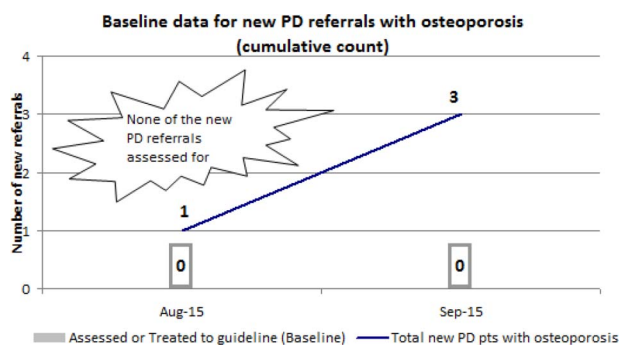 Baseline data for new PD referrals with osteoporosis
(cumulative count)
Number of new referrals
4
3
2
1
0
None of the new
PD referrals
assessed for
1
3
0
0
Aug-15
Sep-15
Assessed or Treated to guideline (Baseline)
Total new PD pts with osteoporosis